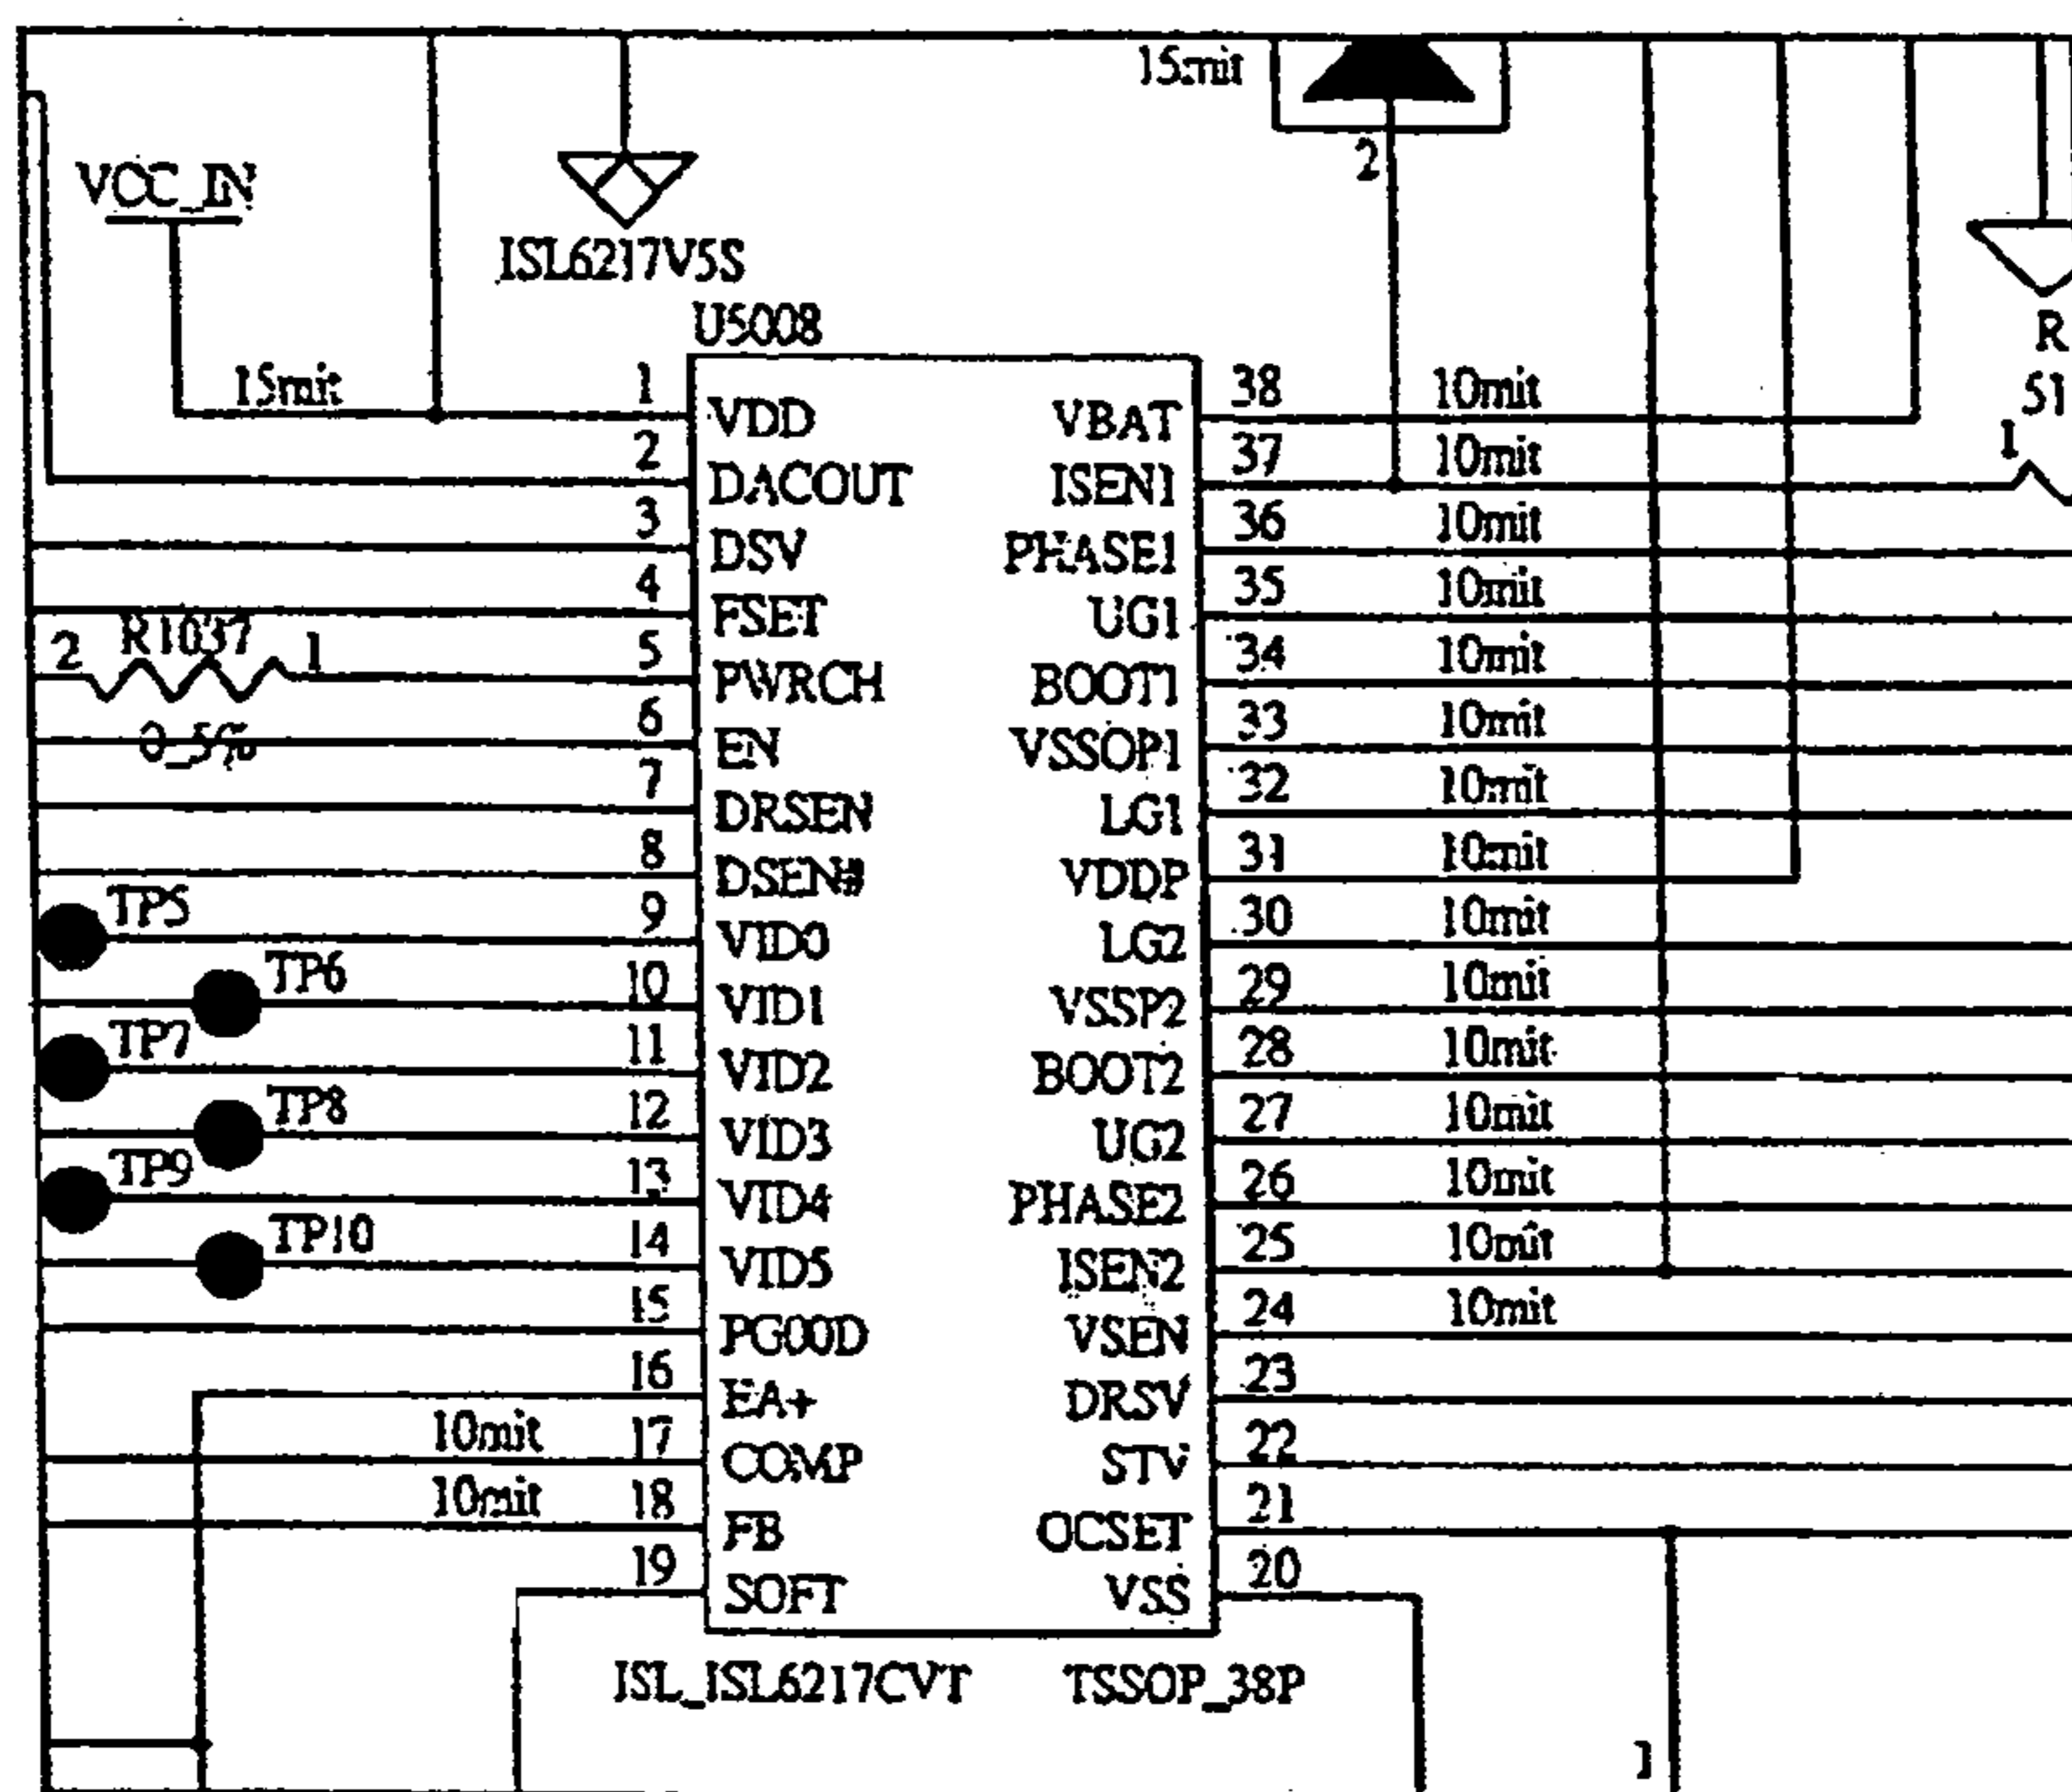 15mit
2
VCC_IN
ISL6217V5S
U5008
R
51
1
15mit 1 VDD VBAT 38 10mit
2 DACOUT ISEN1 37 10mit
3 DSV PHASE1 36 10mit
4 FSET UG1 35 10mit
2 R1037 1 5 PWRCH BOOT1 34 10mit
0_5% 6 EN VSSOP1 33 10mit
7 DRSEN LG1 32 10mit
8 DSEN# VDDP 31 10mit
TP5 9 VID0 LG2 30 10mit
TP6 10 VID1 VSSP2 29 10mit
TP7 11 VID2 BOOT2 28 10mit
TP8 12 VID3 UG2 27 10mit
TP9 13 VID4 PHASE2 26 10mit
TP10 14 VID5 ISEN2 25 10mit
15 PGOOD VSEN 24 10mit
16 EA+ DRSV 23
10mit 17 COMP STV 22
10mit 18 FB OCSET 21
19 SOFT VSS 20
ISL_ISL6217CVT TSSOP_38P
1